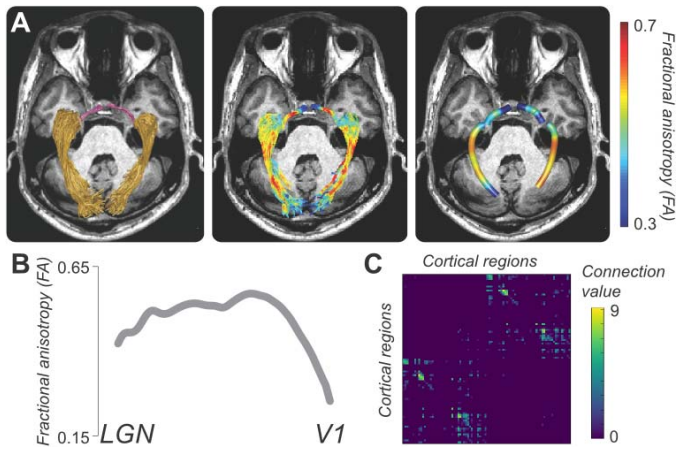 A
0.7
Fractional anisotropy (FA)
0.3
B
0.65
Fractional anisotropy (FA)
0.15
LGN
V1
C
Cortical regions
Cortical regions
Connection
value
9
0